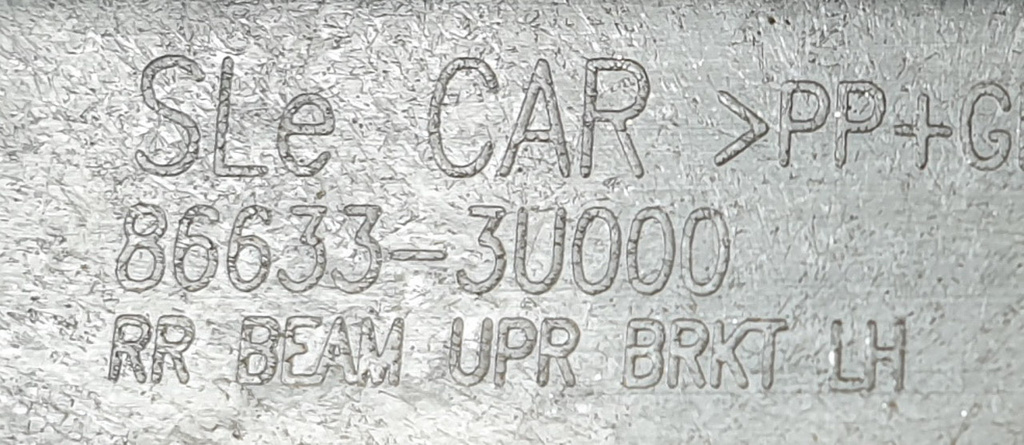 SLe CAR >PP+G
86633-3U000
RR BEAM UPR BRKT LH